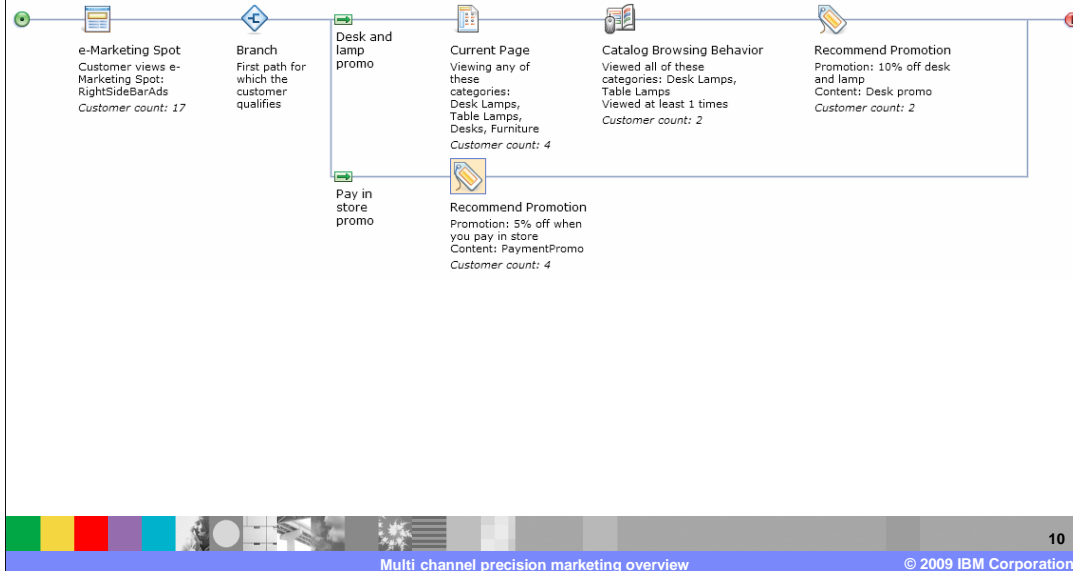 e-Marketing Spot
Customer views e-
Marketing Spot:
RightSideBarAds
Customer count: 17
Branch
First path for
which the
customer
qualifies
Desk and
lamp
promo
Current Page
Viewing any of
these
categories:
Desk Lamps,
Table Lamps,
Desks, Furniture
Customer count: 4
Catalog Browsing Behavior
Viewed all of these
categories: Desk Lamps,
Table Lamps
Viewed at least 1 times
Customer count: 2
Recommend Promotion
Promotion: 10% off desk
and lamp
Content: Desk promo
Customer count: 2
Pay in
store
promo
Recommend Promotion
Promotion: 5% off when
you pay in store
Content: PaymentPromo
Customer count: 4
10
Multi channel precision marketing overview
© 2009 IBM Corporation